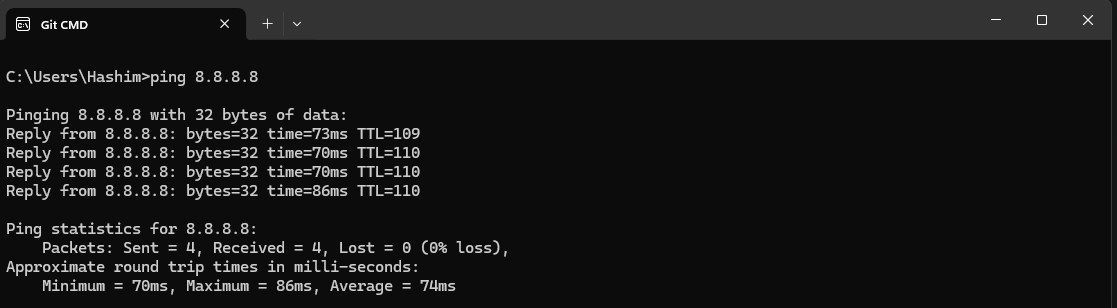 Git CMD
C:\Users\Hashim>ping 8.8.8.8
Pinging 8.8.8.8 with 32 bytes of data:
Reply from 8.8.8.8: bytes=32 time=73ms TTL=109
Reply from 8.8.8.8: bytes=32 time=70ms TTL=110
Reply from 8.8.8.8: bytes=32 time=70ms TTL=110
Reply from 8.8.8.8: bytes=32 time=86ms TTL=110
Ping statistics for 8.8.8.8:
    Packets: Sent = 4, Received = 4, Lost = 0 (0% loss),
Approximate round trip times in milli-seconds:
    Minimum = 70ms, Maximum = 86ms, Average = 74ms